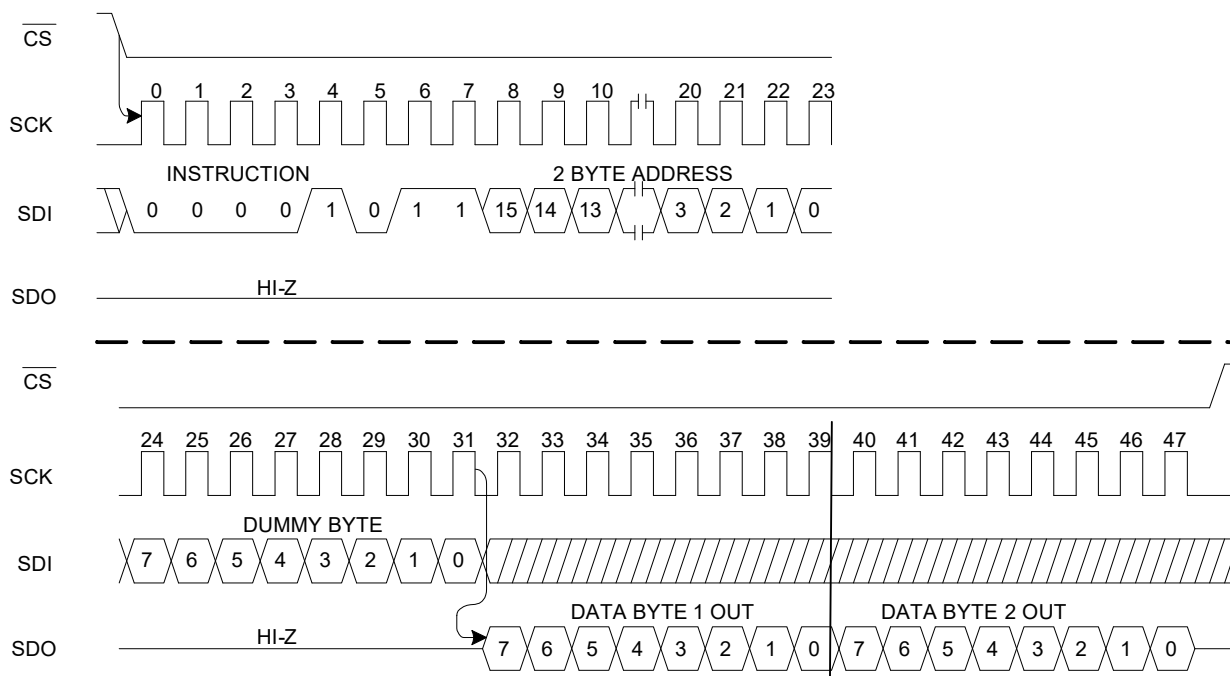 CS
0 1 2 3 4 5 6 7 8 9 10 20 21 22 23
SCK
INSTRUCTION 2 BYTE ADDRESS
SDI 0 0 0 0 1 0 1 1 15 14 13 3 2 1 0
HI-Z
SDO
CS
24 25 26 27 28 29 30 31 32 33 34 35 36 37 38 39 40 41 42 43 44 45 46 47
SCK
DUMMY BYTE
SDI 7 6 5 4 3 2 1 0
DATA BYTE 1 OUT DATA BYTE 2 OUT
HI-Z
SDO 7 6 5 4 3 2 1 0 7 6 5 4 3 2 1 0